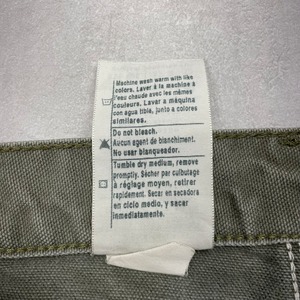 Machine wash warm with like
colors. Laver à la machine à
l'eau chaude avec les mêmes
couleurs. Lavar a máquina
con agua tibia, junto a colores
similares.
Do not bleach.
Aucun agent de blanchiment.
No usar blanqueador.
Tumble dry medium, remove
promptly. Sécher par culbutage
à réglage moyen, retirer
rapidement. Secar en secadora
en ciclo medio, y sacar
inmediatamente.